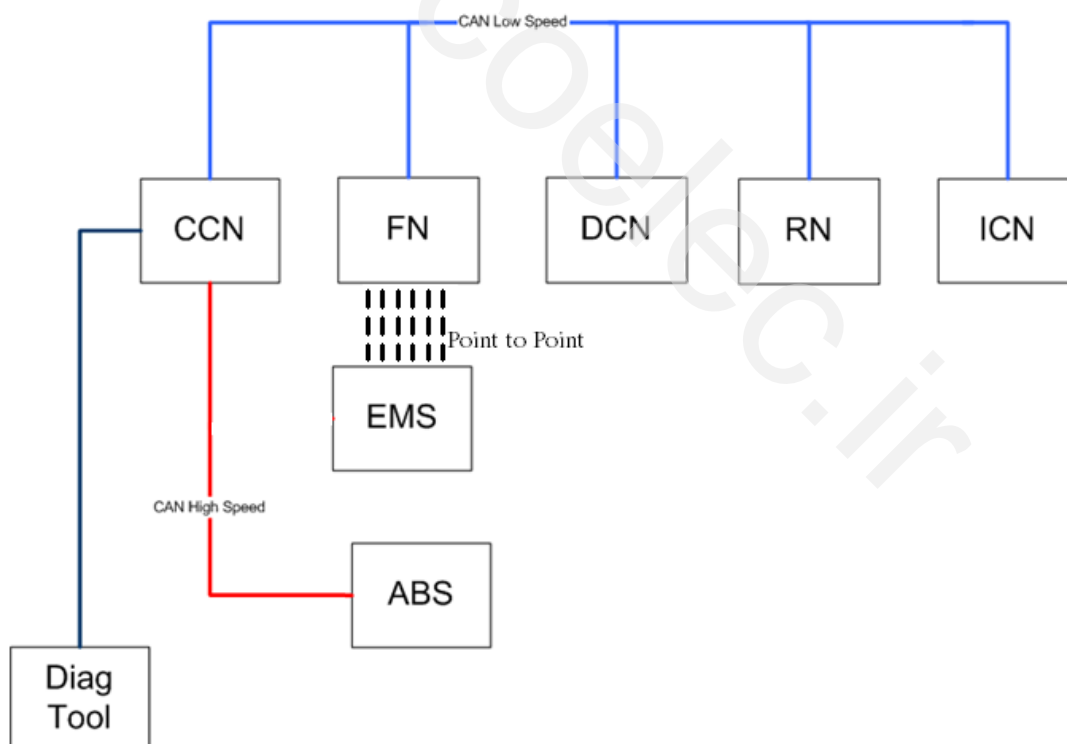 CAN Low Speed
CCN
FN
DCN
RN
ICN
Point to Point
EMS
CAN High Speed
ABS
Diag
Tool
coelec.ir